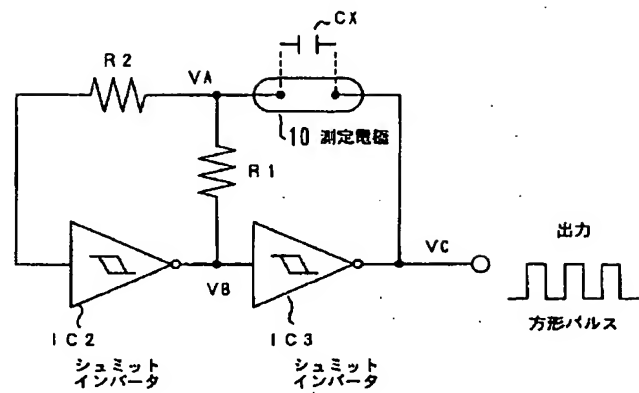 CX
R2
VA
10 測定電極
R1
VC
出力
VB
方形パルス
IC2
IC3
シュミット
インバータ
シュミット
インバータ